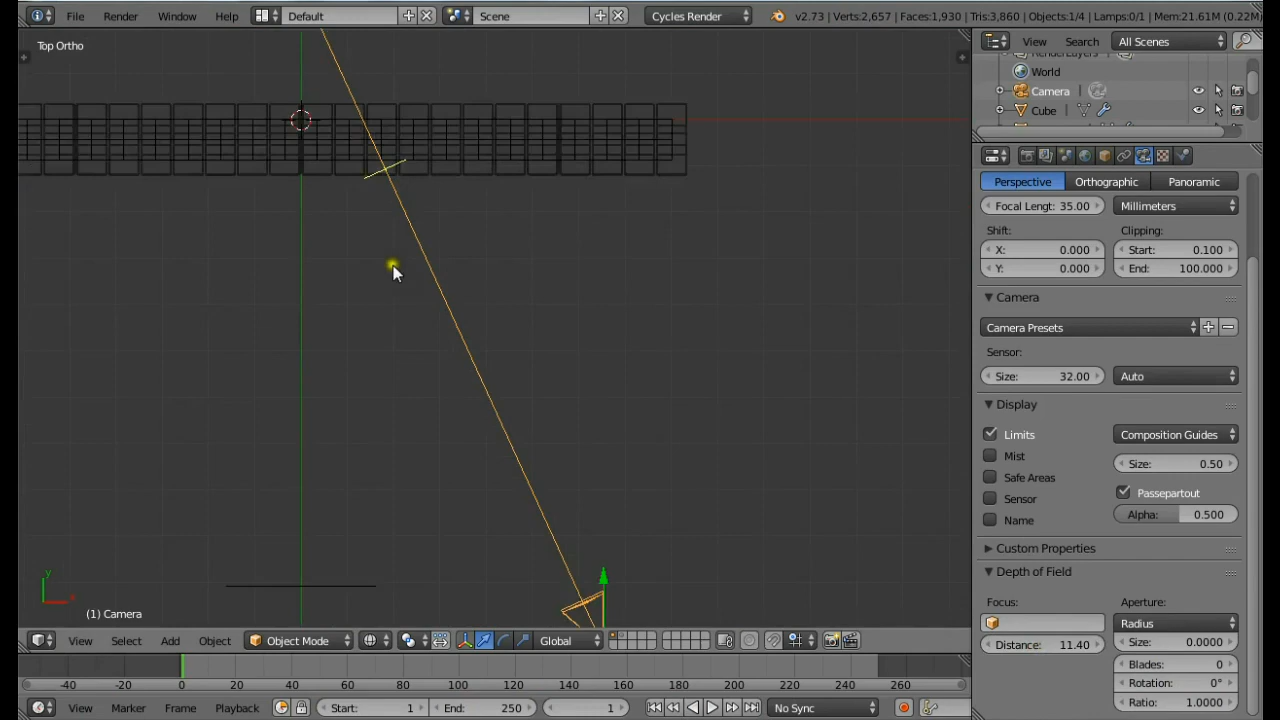 File Render Window Help Default Scene Cycles Render v2.73 | Verts:2,657 | Faces:1,930 | Tris:3,860 | Objects:1/4 | Lamps:0/1 | Mem:21.61M (0.22M)
Top Ortho
View Search All Scenes
RenderLayers
World
Camera
Cube
Perspective Orthographic Panoramic
Focal Lengt: 35.00 Millimeters
Shift: Clipping:
X: 0.000 Start: 0.100
Y: 0.000 End: 100.000
Camera
Camera Presets
Sensor:
Size: 32.00 Auto
Display
Limits Composition Guides
Mist Size: 0.50
Safe Areas
Sensor Passepartout
Name Alpha: 0.500
Custom Properties
Depth of Field
Focus: Aperture:
Radius
Distance: 11.40 Size: 0.0000
Blades: 0
Rotation: 0°
Ratio: 1.0000
y
x
(1) Camera
View Select Add Object Object Mode Global
-40 -20 0 20 40 60 80 100 120 140 160 180 200 220 240 260
View Marker Frame Playback Start: 1 End: 250 1 No Sync